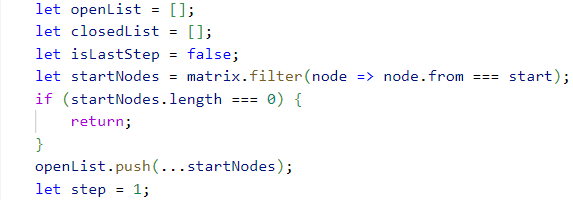 let openList = [];
let closedList = [];
let isLastStep = false;
let startNodes = matrix.filter(node => node.from === start);
if (startNodes.length === 0) {
    return;
}
openList.push(...startNodes);
let step = 1;